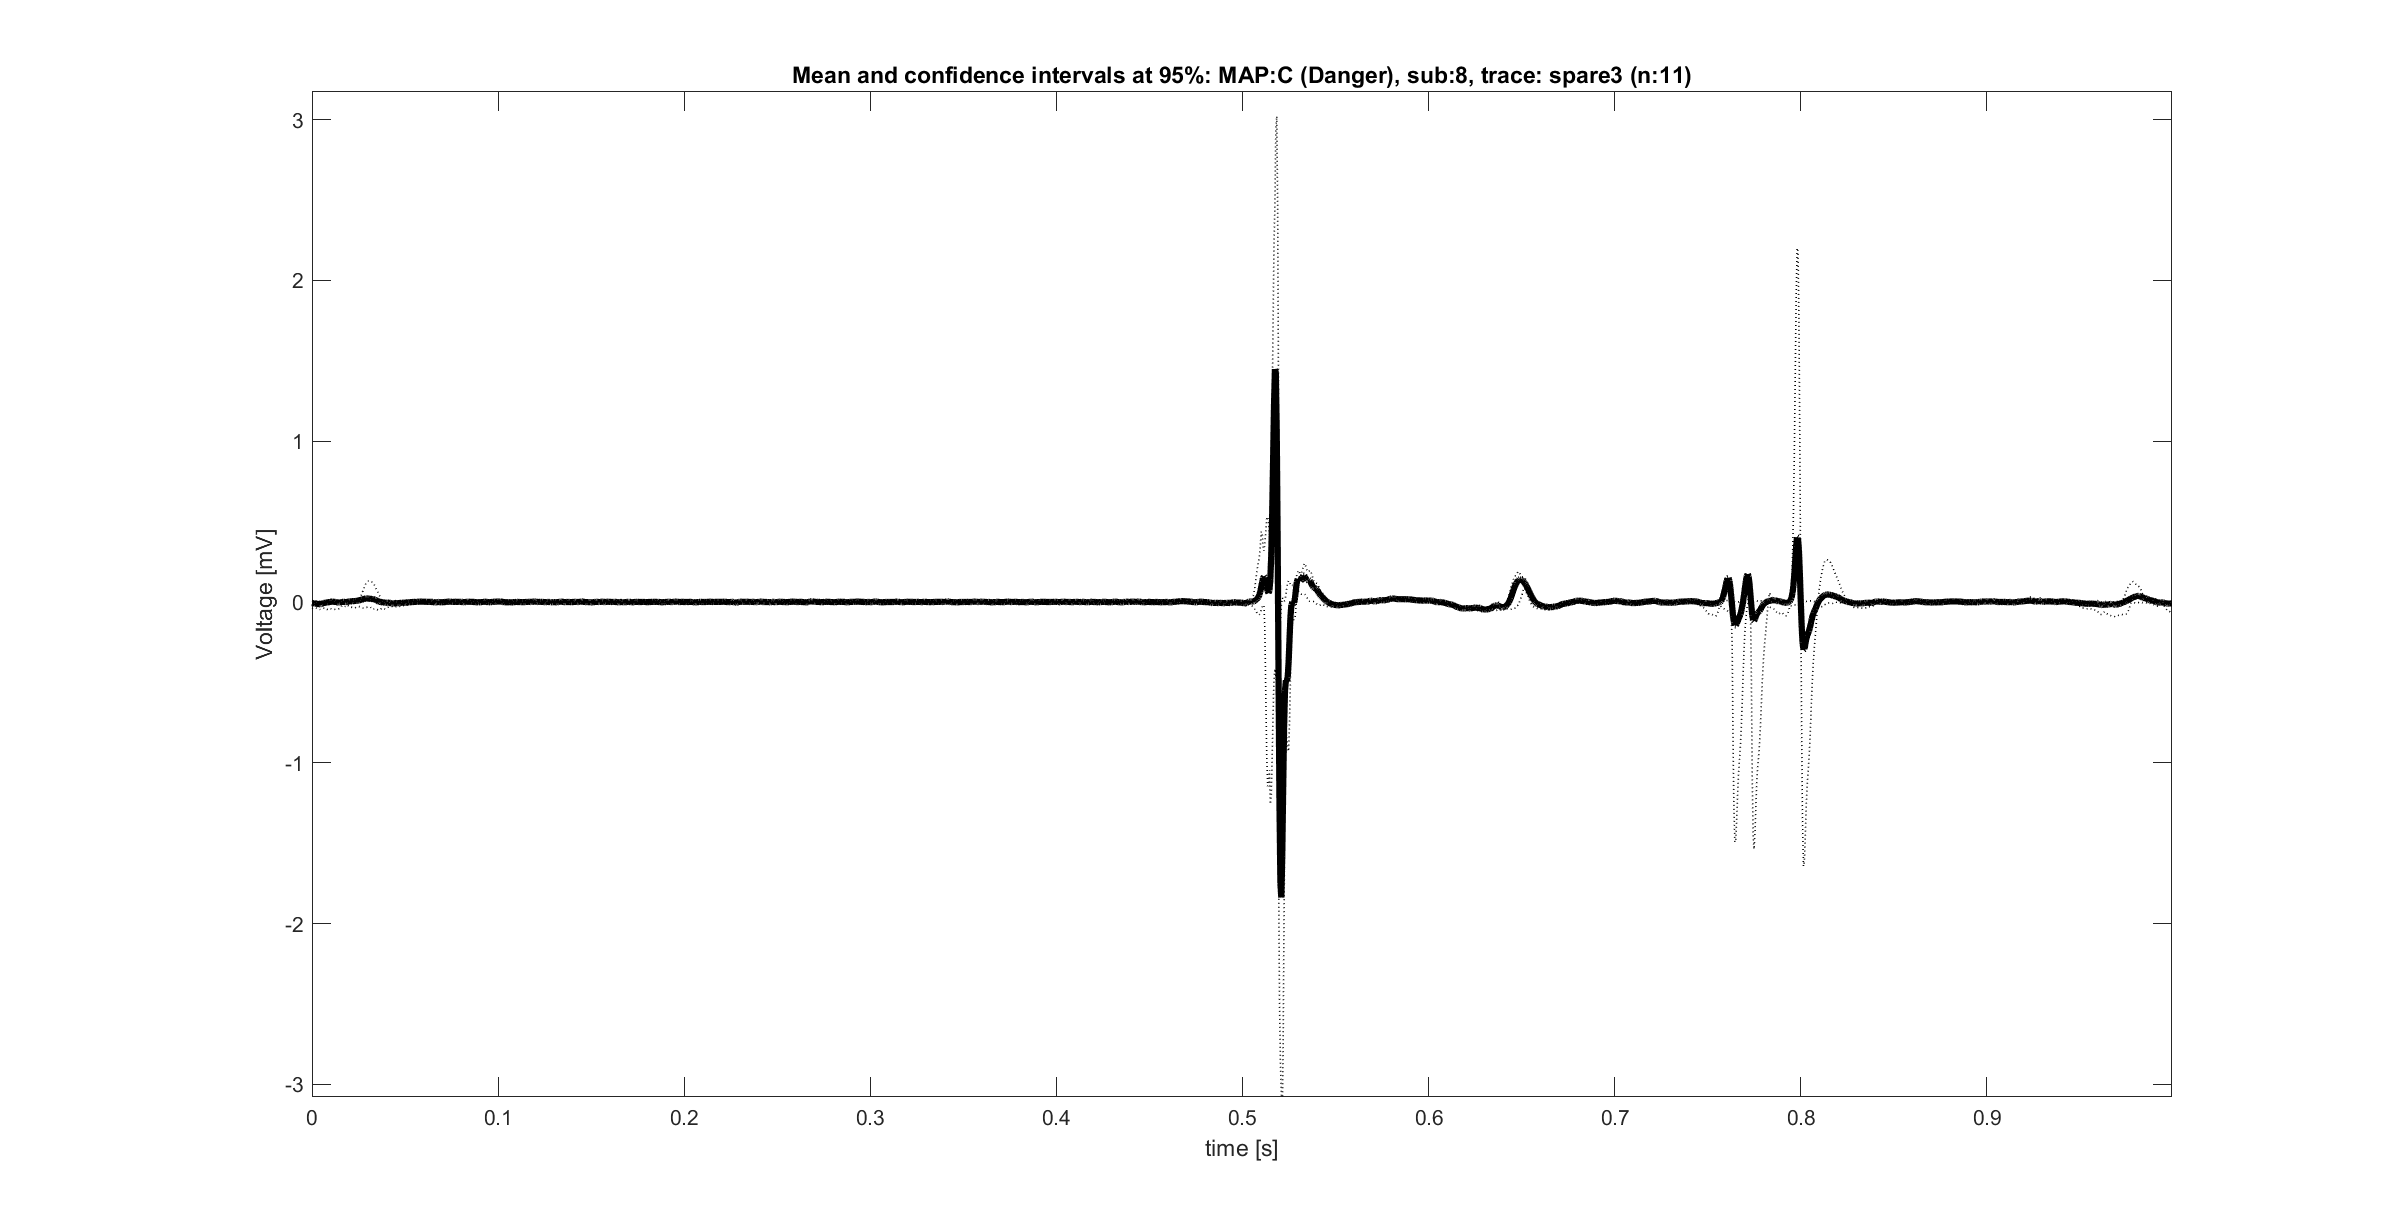 Mean and confidence intervals at 95%: MAP:C (Danger), sub:8, trace: spare3 (n:11)
3
2
1
0
-1
-2
-3
Voltage [mV]
0 0.1 0.2 0.3 0.4 0.5 0.6 0.7 0.8 0.9
time [s]